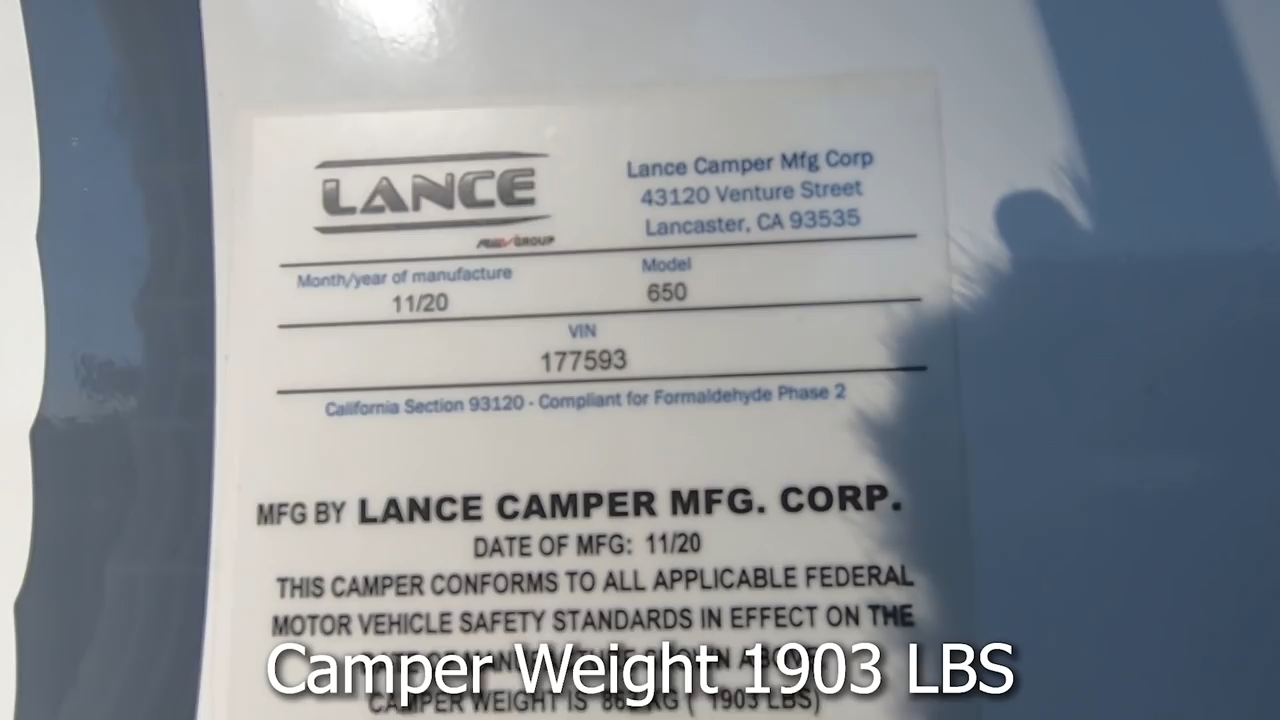 LANCE
REV GROUP
Lance Camper Mfg Corp
43120 Venture Street
Lancaster, CA 93535
Month/year of manufacture
11/20
Model
650
VIN
177593
California Section 93120 - Compliant for Formaldehyde Phase 2
MFG BY LANCE CAMPER MFG. CORP.
DATE OF MFG: 11/20
THIS CAMPER CONFORMS TO ALL APPLICABLE FEDERAL
MOTOR VEHICLE SAFETY STANDARDS IN EFFECT ON THE
Camper Weight 1903 LBS
CAMPER WEIGHT IS KG ( 1903 LBS)